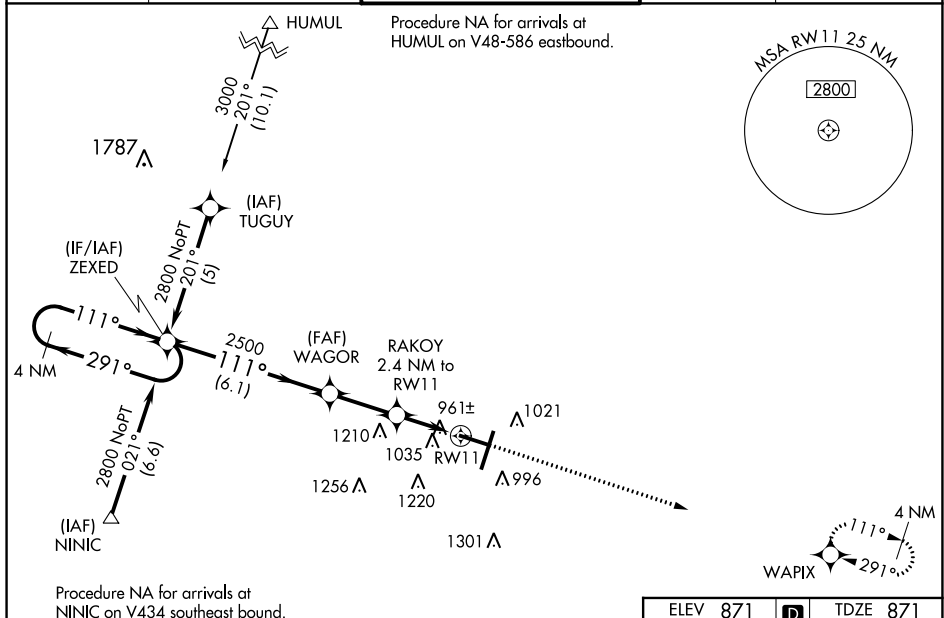 HUMUL
Procedure NA for arrivals at
HUMUL on V48-586 eastbound.
MSA RW11 25 NM
2800
3000
201°
(10.1)
1787
(IAF)
TUGUY
(IF/IAF)
ZEXED
2800 NoPT
201°
(5)
111°
291°
4 NM
2500
111°
(6.1)
(FAF)
WAGOR
RAKOY
2.4 NM to
RW11
961±
1021
1210
1035
RW11
996
1256
1220
1301
2800 NoPT
021°
(6.6)
(IAF)
NINIC
4 NM
111°
291°
WAPIX
Procedure NA for arrivals at
NINIC on V434 southeast bound.
ELEV 871 D TDZE 871